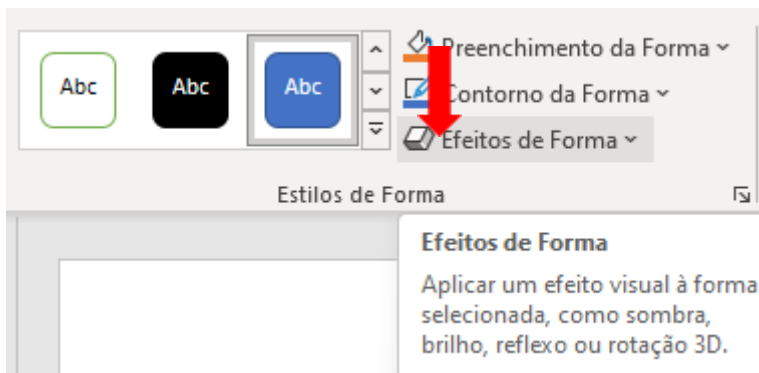 Abc
Abc
Abc
Preenchimento da Forma
Contorno da Forma
Efeitos de Forma
Estilos de Forma
Efeitos de Forma
Aplicar um efeito visual à forma
selecionada, como sombra,
brilho, reflexo ou rotação 3D.